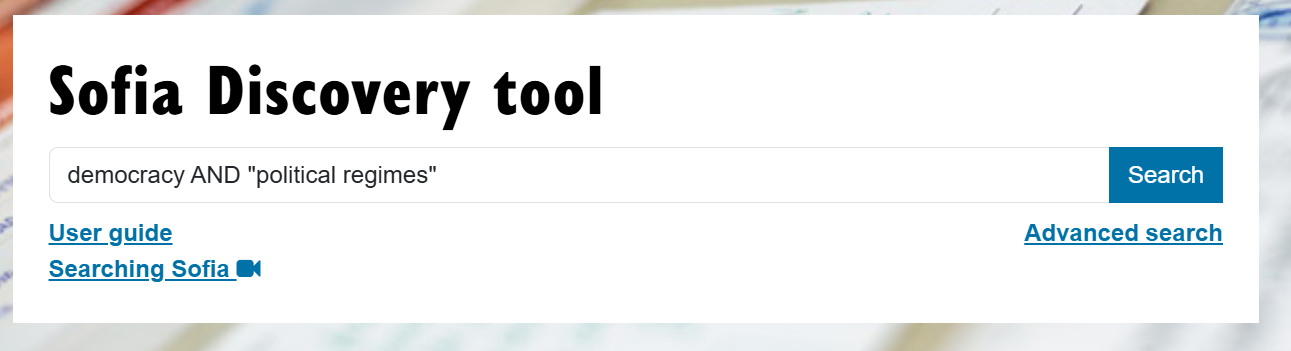 Sofia Discovery tool
democracy AND "political regimes"
Search
User guide
Advanced search
Searching Sofia